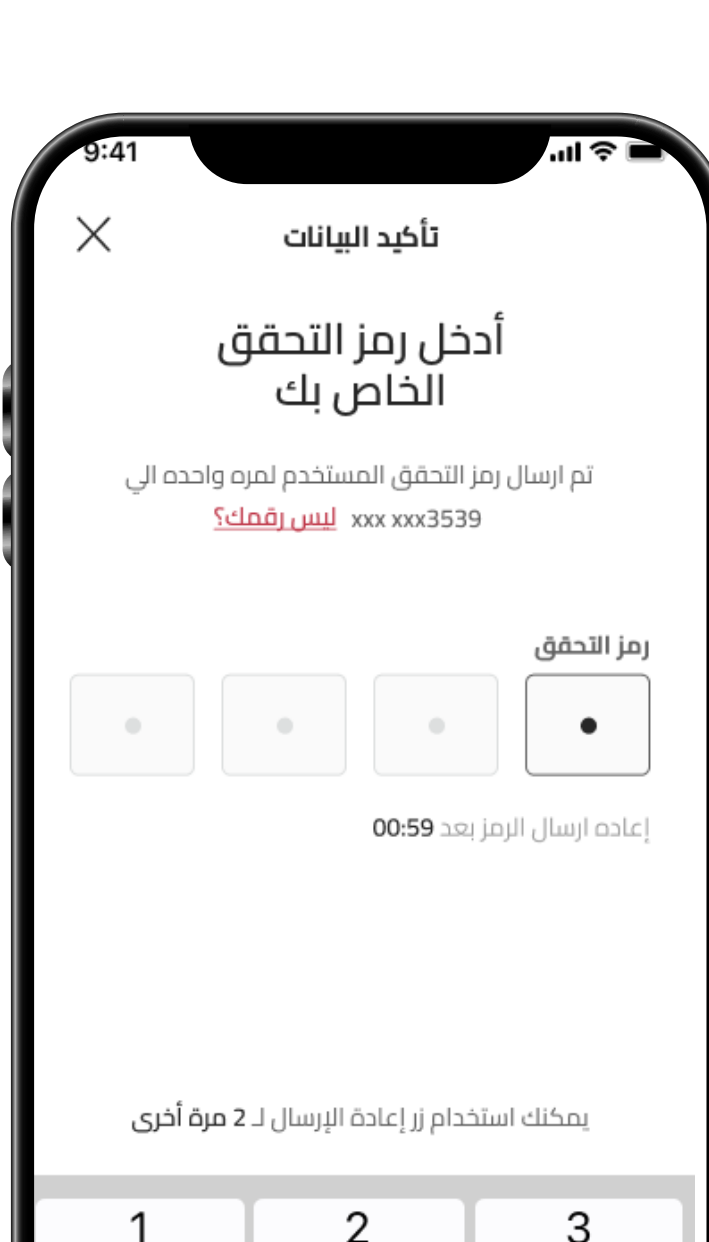 9:41
تأكيد البيانات
أدخل رمز التحقق
الخاص بك
تم ارسال رمز التحقق المستخدم لمره واحده الي
xxx xxx3539 ليس رقمك؟
رمز التحقق
إعاده ارسال الرمز بعد 00:59
يمكنك استخدام زر إعادة الإرسال لـ 2 مرة أخرى
1 2 3